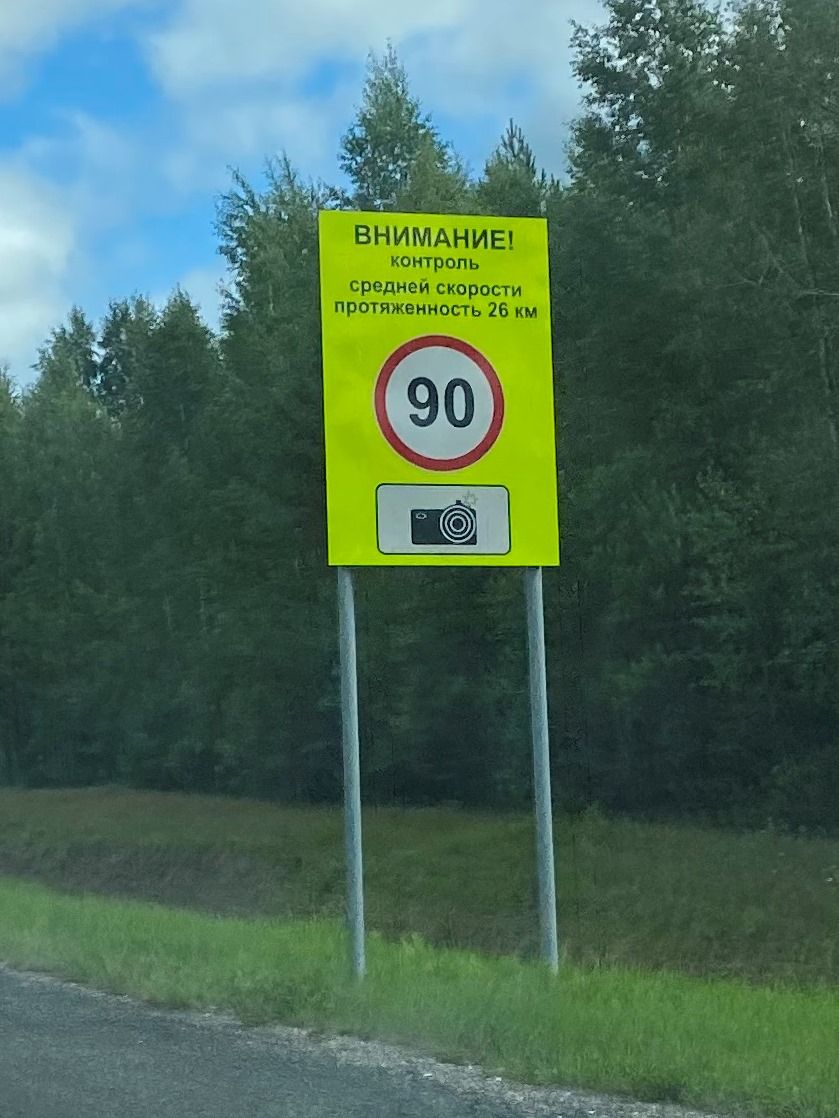 ВНИМАНИЕ!
контроль
средней скорости
протяженность 26 км
90